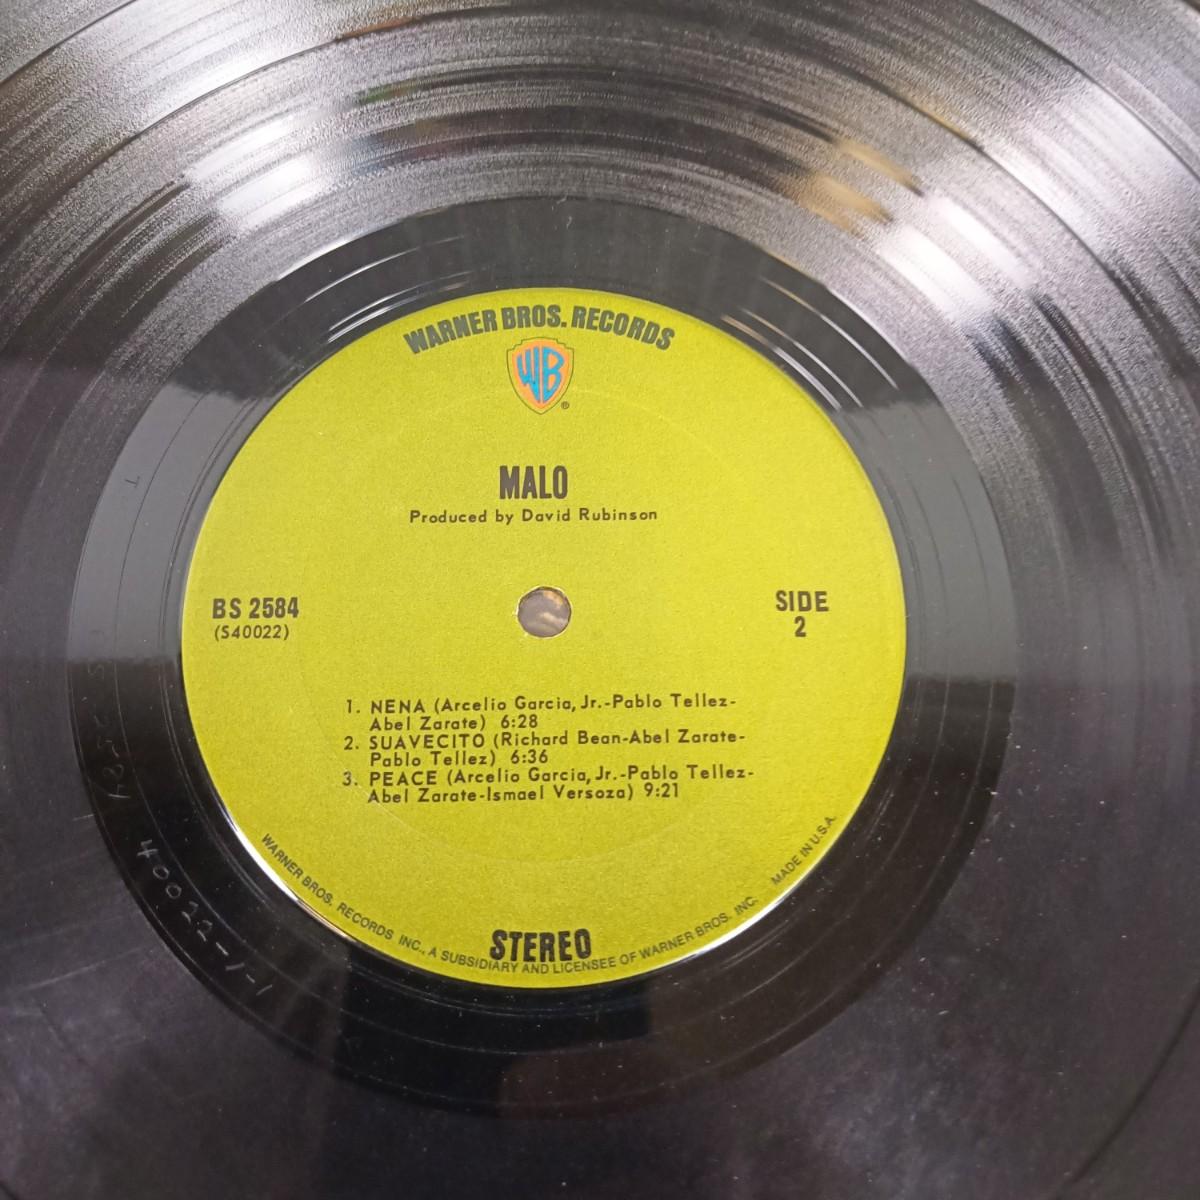 WARNER BROS. RECORDS
WB
®
MALO
Produced by David Rubinson
BS 2584
(S40022)
SIDE
2
1. NENA (Arcelio Garcia, Jr.-Pablo Tellez-
Abel Zarate) 6:28
2. SUAVECITO (Richard Bean-Abel Zarate-
Pablo Tellez) 6:36
3. PEACE (Arcelio Garcia, Jr.-Pablo Tellez-
Abel Zarate-Ismael Versoza) 9:21
STEREO
WARNER BROS. RECORDS INC., A SUBSIDIARY AND LICENSEE OF WARNER BROS. INC. MADE IN U.S.A.
40022-1-1